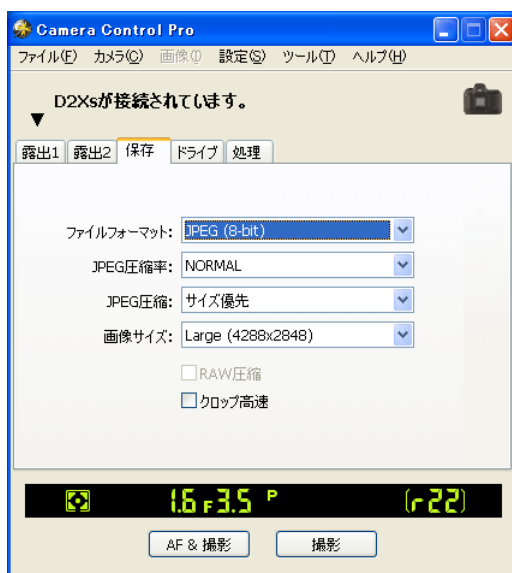 Camera Control Pro
ファイル(F) カメラ(C) 画像(I) 設定(S) ツール(T) ヘルプ(H)
D2Xsが接続されています。
露出1 露出2 保存 ドライブ 処理
ファイルフォーマット: JPEG (8-bit)
JPEG圧縮率: NORMAL
JPEG圧縮: サイズ優先
画像サイズ: Large (4288x2848)
RAW圧縮
クロップ高速
1.6 F3.5 P (r22)
AF & 撮影 撮影